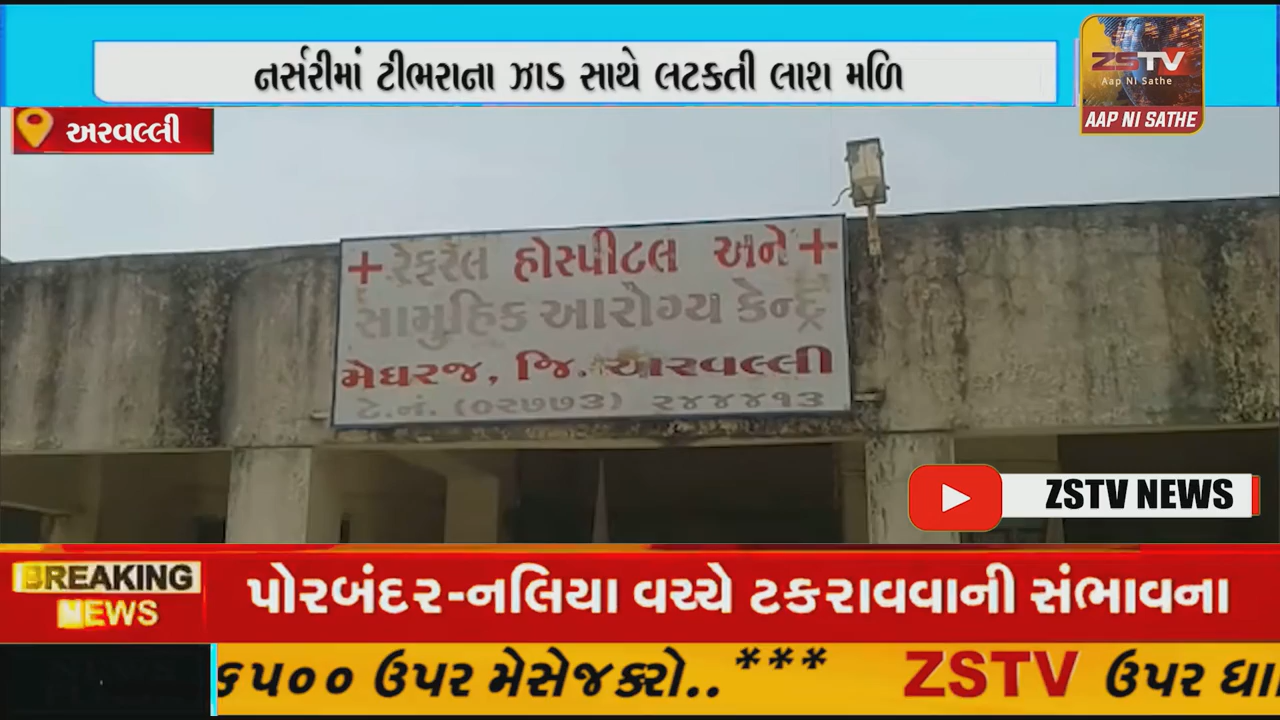 નર્સરીમાં ટીભરાના ઝાડ સાથે લટકતી લાશ મળિ
ZSTV
Aap Ni Sathe
AAP NI SATHE
અરવલ્લી
+ રેફરલ હોસ્પીટલ અને +
સામુહિક આરોગ્ય કેન્દ્ર
મેઘરજ, જિ. અરવલ્લી
ટે.નં. (૦૨૭૭૩) ૨૪૪૪૧૩
ZSTV NEWS
BREAKING
NEWS
પોરબંદર-નલિયા વચ્ચે ટકરાવવાની સંભાવના
૬૫૦૦ ઉપર મેસેજ કરો.. *** ZSTV ઉપર